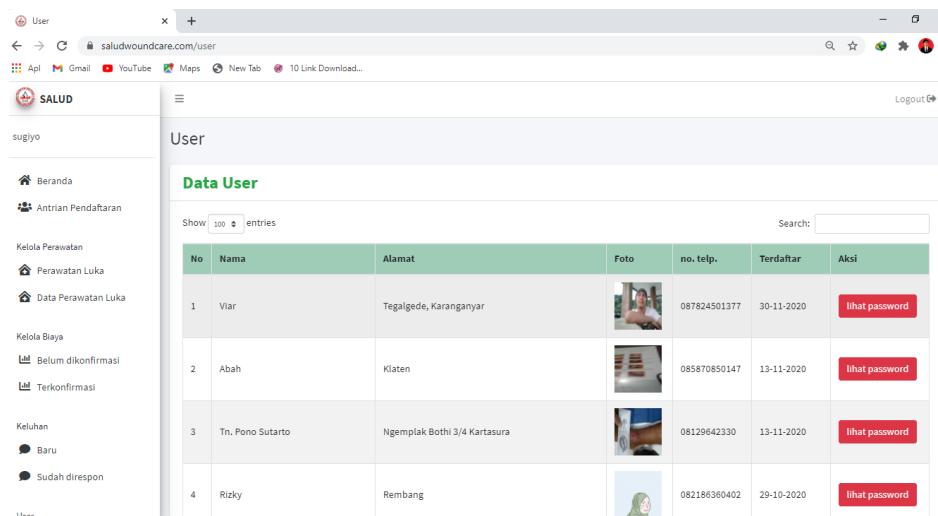 User
saludwoundcare.com/user
Apl Gmail YouTube Maps New Tab 10 Link Download...
SALUD
Logout
sugiyo
User
Beranda
Antrian Pendaftaran
Kelola Perawatan
Perawatan Luka
Data Perawatan Luka
Kelola Biaya
Belum dikonfirmasi
Terkonfirmasi
Keluhan
Baru
Sudah direspon
User
Data User
Show 100 entries
Search:
No Nama Alamat Foto no. telp. Terdaftar Aksi
1 Viar Tegalgede, Karanganyar 087824501377 30-11-2020 lihat password
2 Abah Klaten 085870850147 13-11-2020 lihat password
3 Tn. Pono Sutarto Ngemplak Bothi 3/4 Kartasura 08129642330 13-11-2020 lihat password
4 Rizky Rembang 082186360402 29-10-2020 lihat password